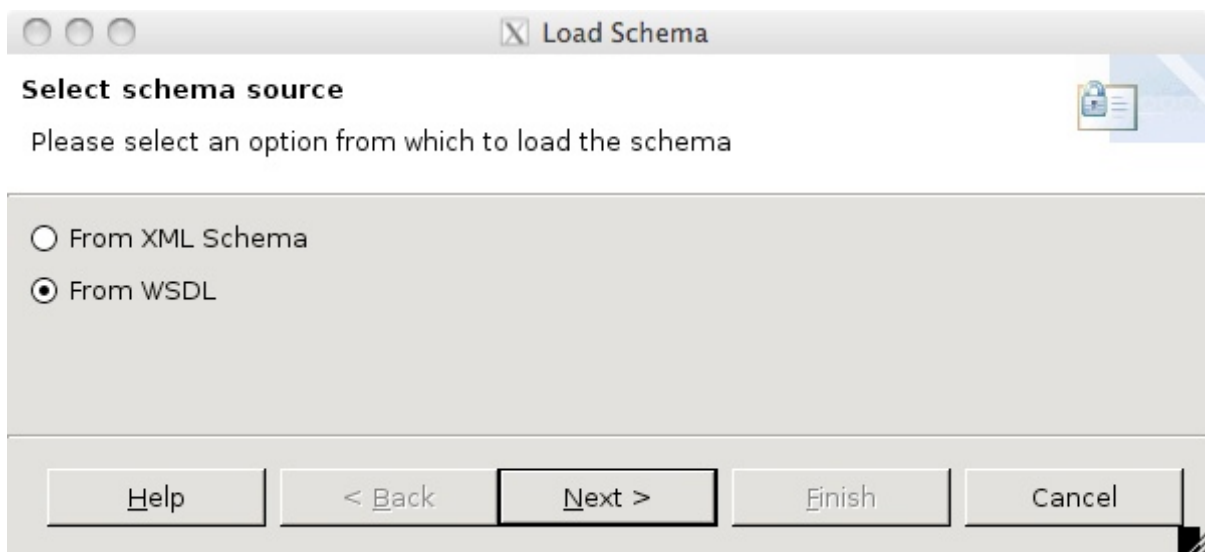 Load Schema
Select schema source
Please select an option from which to load the schema
From XML Schema
From WSDL
Help < Back Next > Finish Cancel